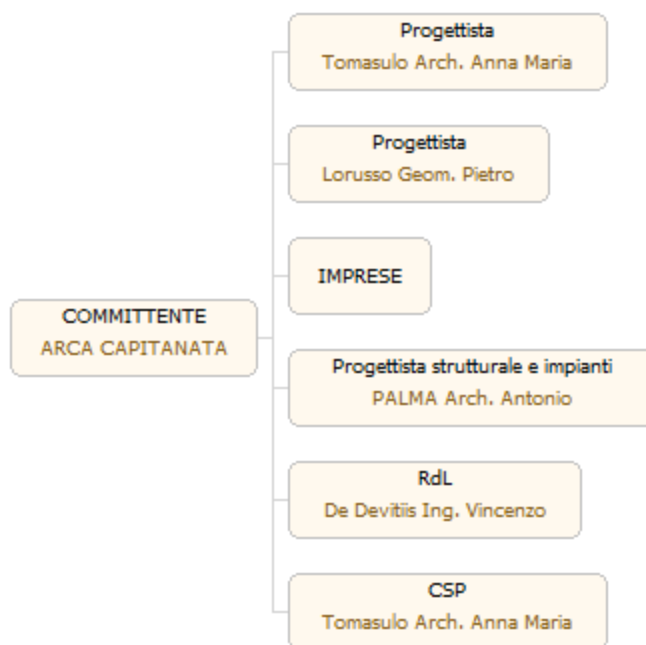 Progettista
Tomasulo Arch. Anna Maria
Progettista
Lorusso Geom. Pietro
IMPRESE
COMMITTENTE
ARCA CAPITANATA
Progettista strutturale e impianti
PALMA Arch. Antonio
RdL
De Devitiis Ing. Vincenzo
CSP
Tomasulo Arch. Anna Maria